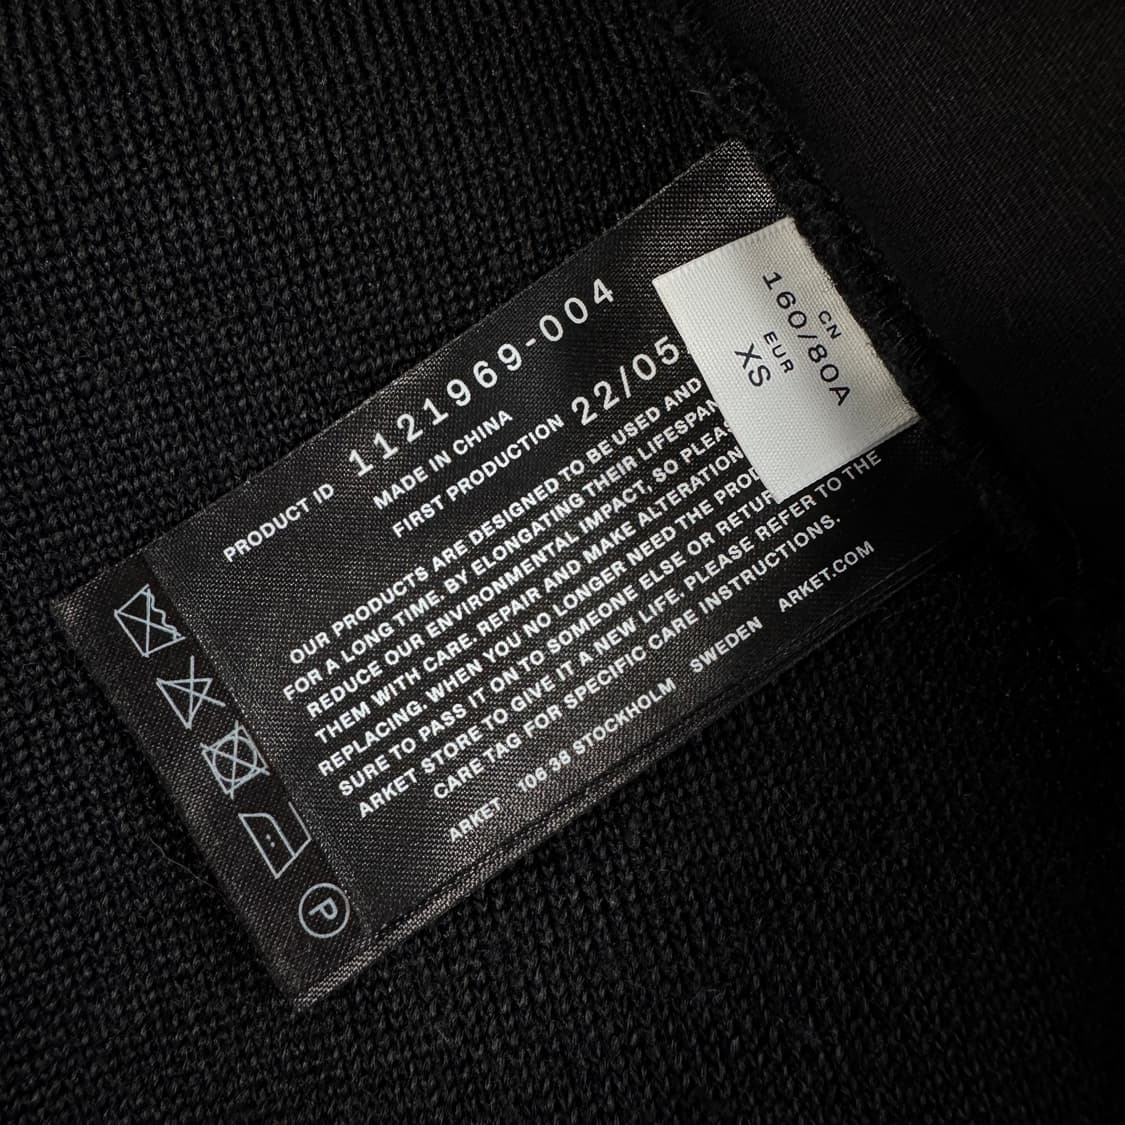 PRODUCT ID 1121969-004
MADE IN CHINA
FIRST PRODUCTION 22/05
OUR PRODUCTS ARE DESIGNED TO BE USED AND
FOR A LONG TIME. BY ELONGATING THEIR LIFESPAN
REDUCE OUR ENVIRONMENTAL IMPACT, SO
THEM WITH CARE. REPAIR AND MAKE
REPLACING. WHEN YOU NO LONGER NEED THE
SURE TO PASS IT ON TO SOMEONE ELSE OR
ARKET STORE TO GIVE IT A NEW LIFE. PLEASE REFER TO THE
CARE TAG FOR SPECIFIC CARE INSTRUCTIONS.
ARKET 106 38 STOCKHOLM SWEDEN ARKET.COM
CN
160/80A
EUR
XS
P